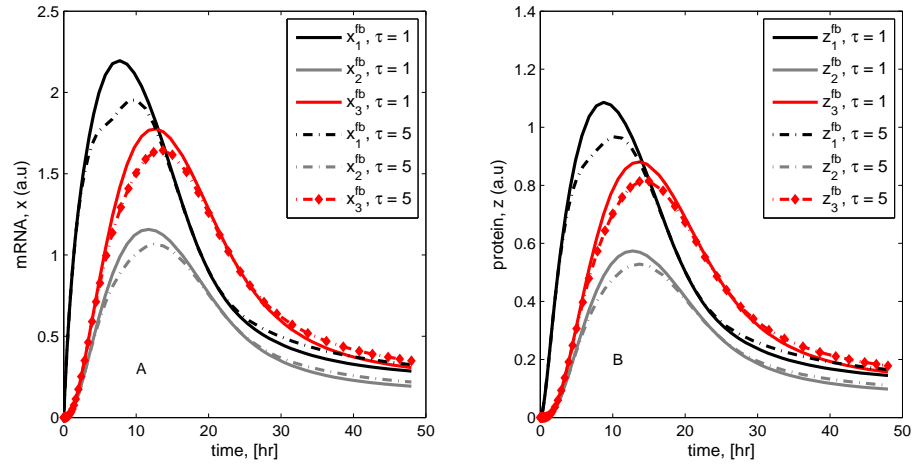 2.5
2
1.5
1
0.5
0
mRNA, x (a.u)
0 10 20 30 40 50
time, [hr]
A
x₁ᶠᵇ, τ = 1
x₂ᶠᵇ, τ = 1
x₃ᶠᵇ, τ = 1
x₁ᶠᵇ, τ = 5
x₂ᶠᵇ, τ = 5
x₃ᶠᵇ, τ = 5
1.4
1.2
1
0.8
0.6
0.4
0.2
0
protein, z (a.u)
0 10 20 30 40 50
time, [hr]
B
z₁ᶠᵇ, τ = 1
z₂ᶠᵇ, τ = 1
z₃ᶠᵇ, τ = 1
z₁ᶠᵇ, τ = 5
z₂ᶠᵇ, τ = 5
z₃ᶠᵇ, τ = 5